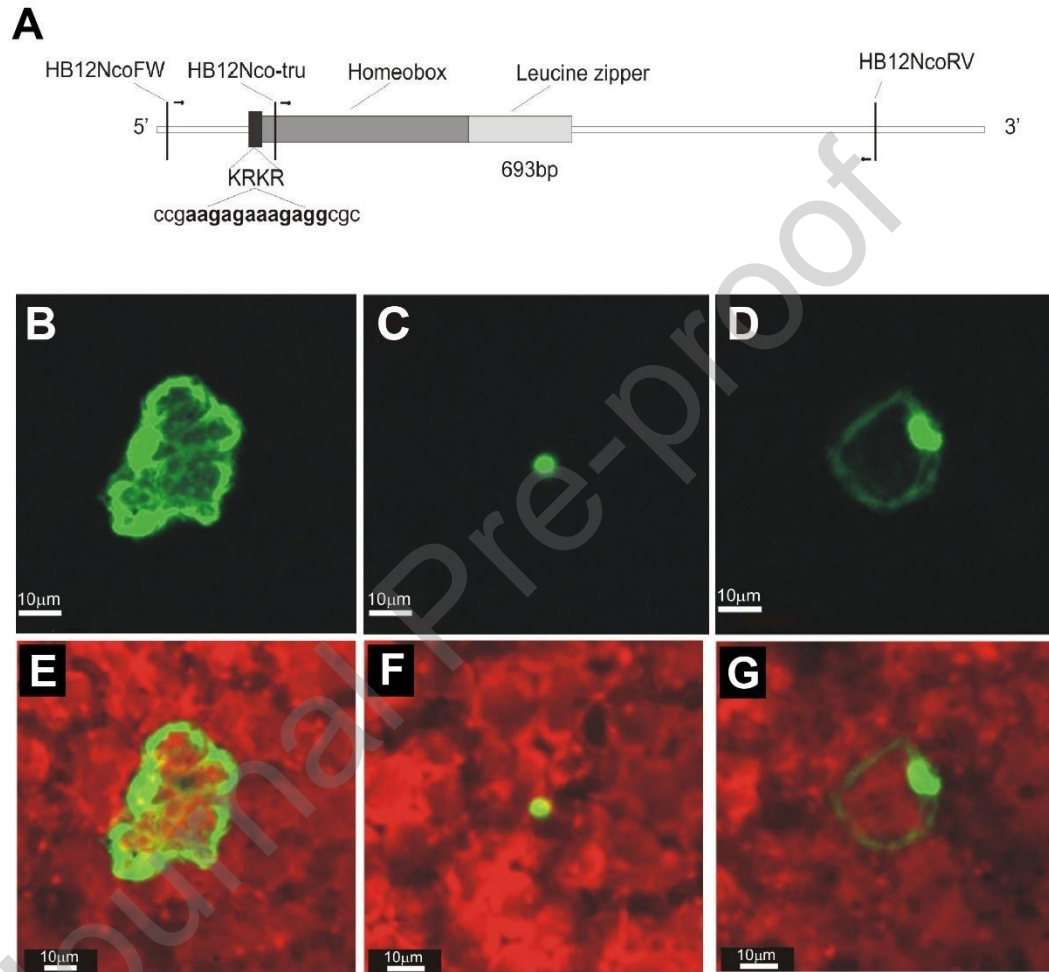 A
HB12NcoFW HB12Nco-tru Homeobox Leucine zipper HB12NcoRV
5’ 3’
KRKR 693bp
ccgaagagaaagaggcgc
B C D
10μm 10μm 10μm
E F G
10μm 10μm 10μm
Journal Pre-proof